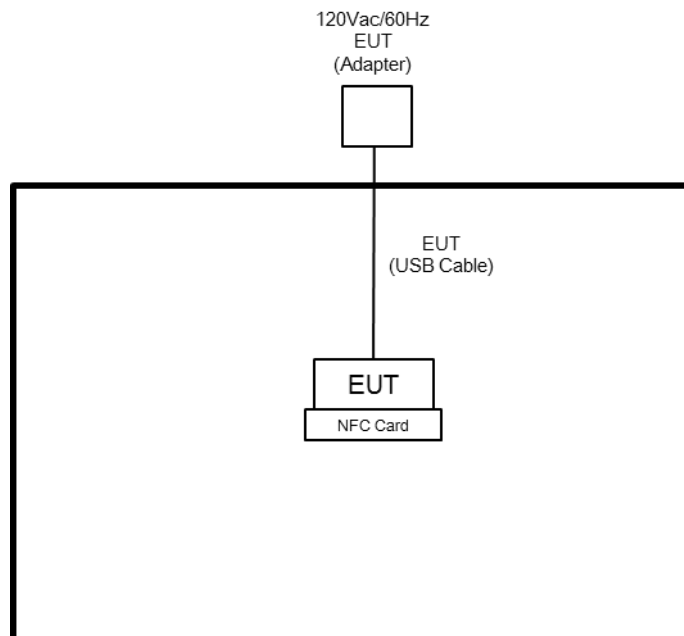 120Vac/60Hz
EUT
(Adapter)
EUT
(USB Cable)
EUT
NFC Card